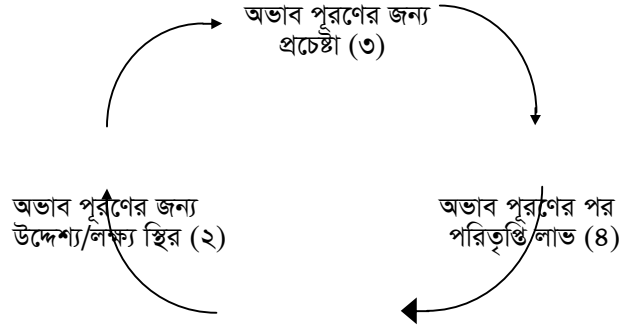 অভাব পূরণের জন্য
প্রচেষ্টা (৩)
অভাব পূরণের জন্য
উদ্দেশ্য/লক্ষ্য স্থির (২)
অভাব পূরণের পর
পরিতৃপ্তি লাভ (৪)